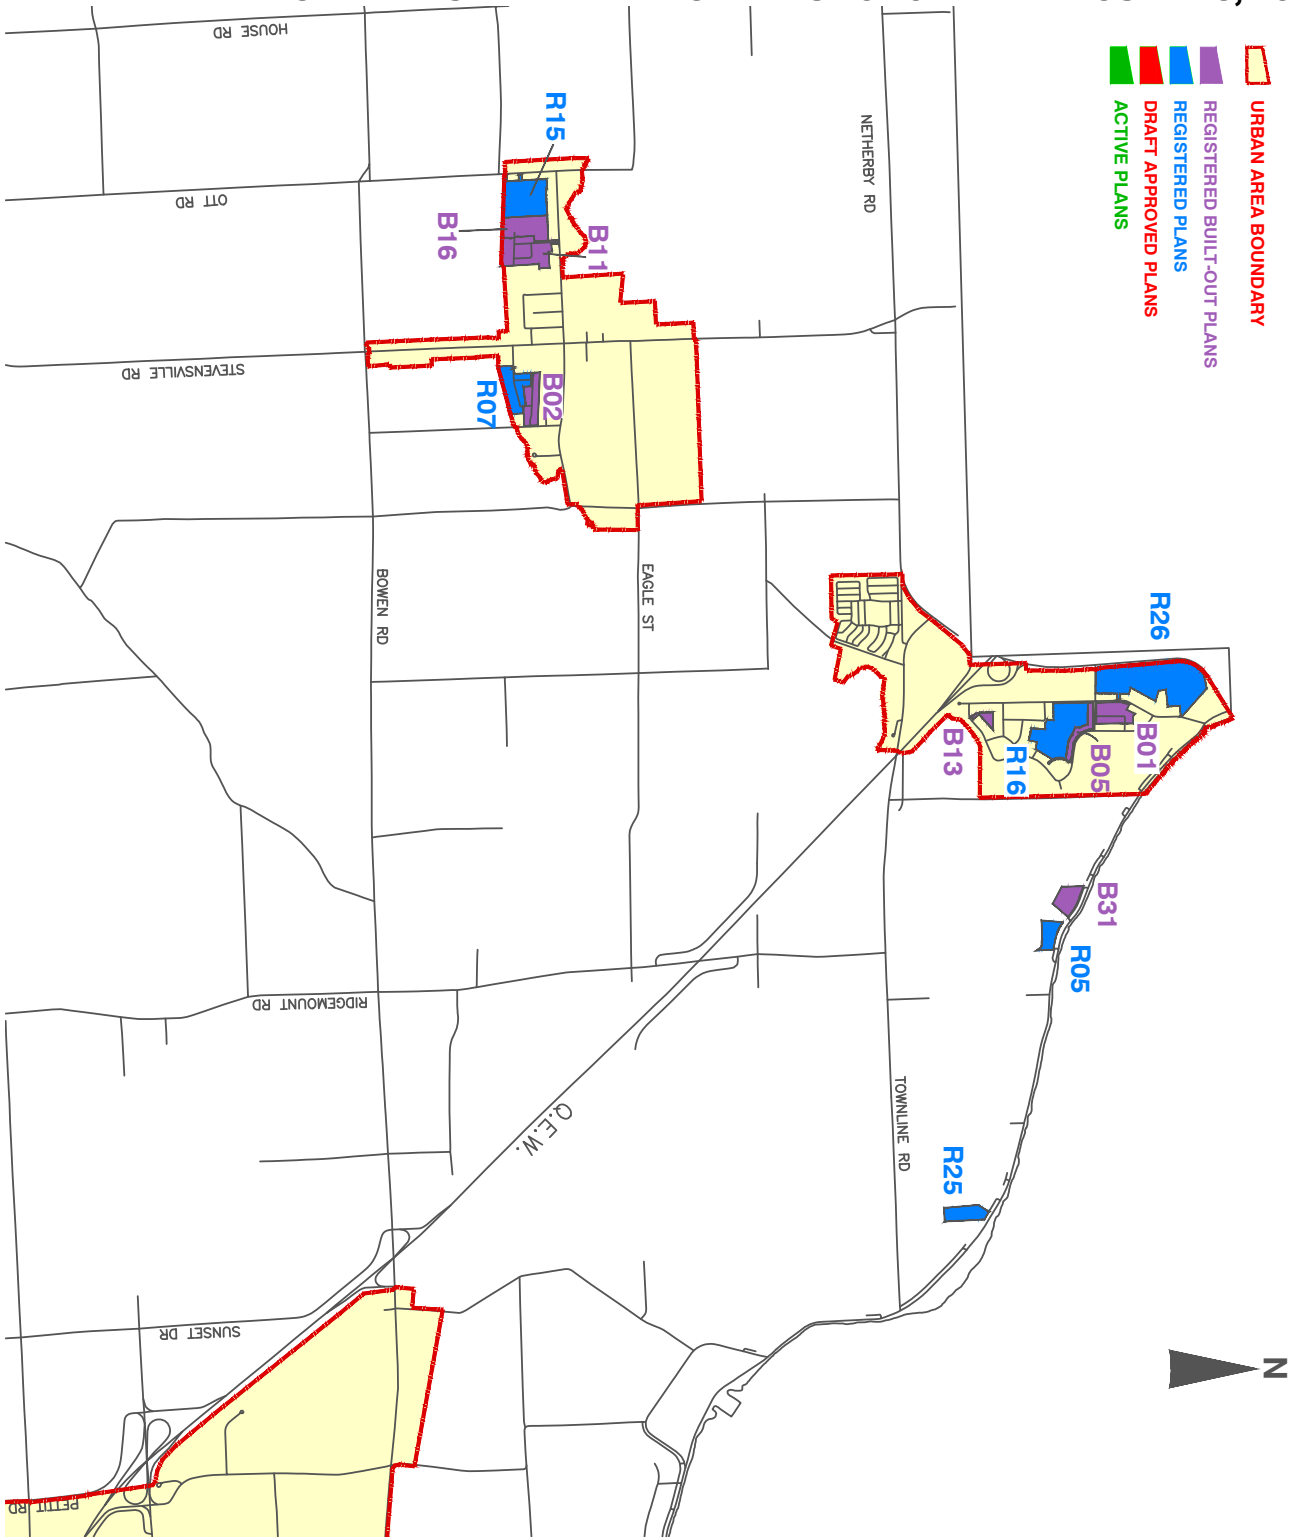 URBAN AREA BOUNDARY
REGISTERED BUILT-OUT PLANS
REGISTERED PLANS
DRAFT APPROVED PLANS
ACTIVE PLANS
R26
B01
B05
R16
B13
B31
R05
R25
N
NETHERBY RD
TOWNLINE RD
EAGLE ST
R15
B11
B16
B02
R07
BOWEN RD
Q.E.W.
HOUSE RD
OTT RD
STEVENSVILLE RD
RIDGEMOUNT RD
SUNSET DR
PETTIT RD